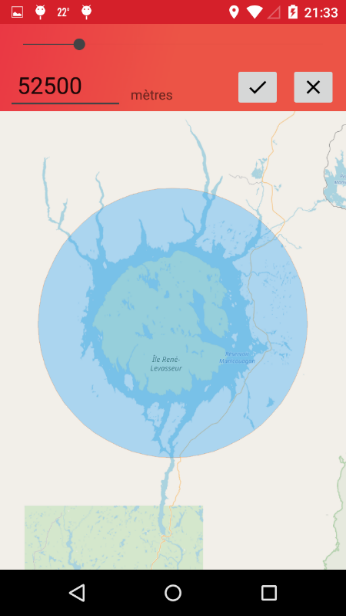 22° 21:33
52500 mètres
Île René-
Levasseur
Réservoir
Manicouagan